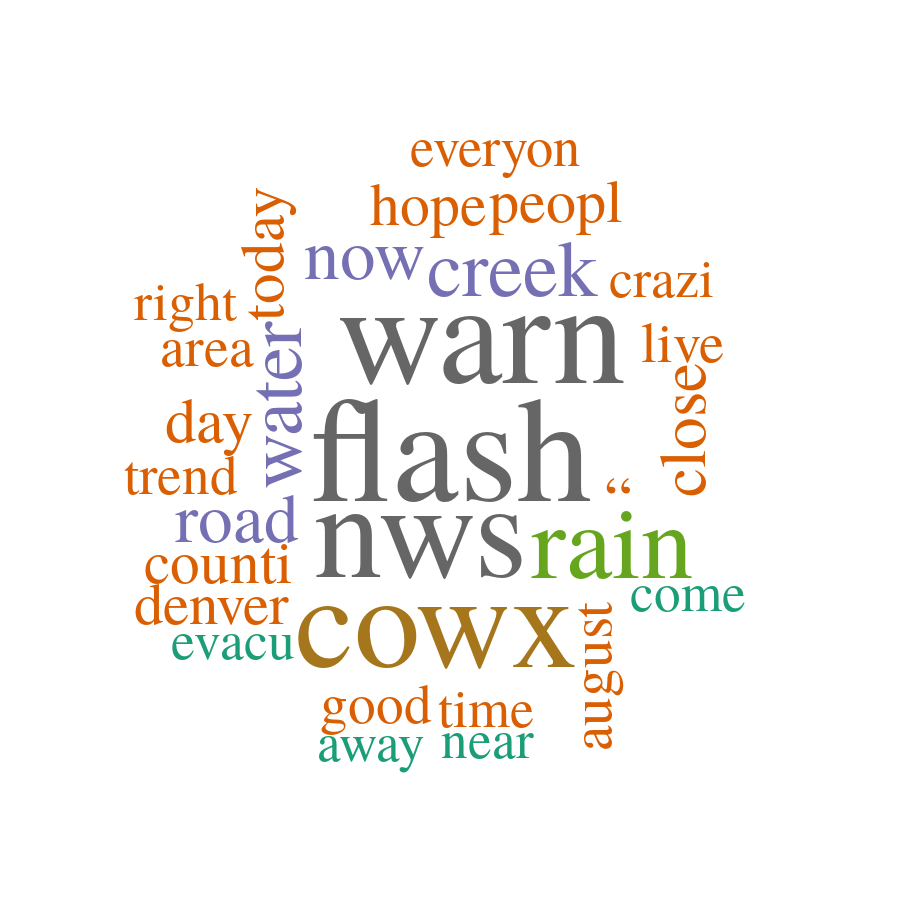 everyon
hope peopl
today
now creek crazi
right
warn
area
live
water
close
day
flash
trend
“
road
nws rain
counti
denver
come
evacu
cowx
august
good time
away near